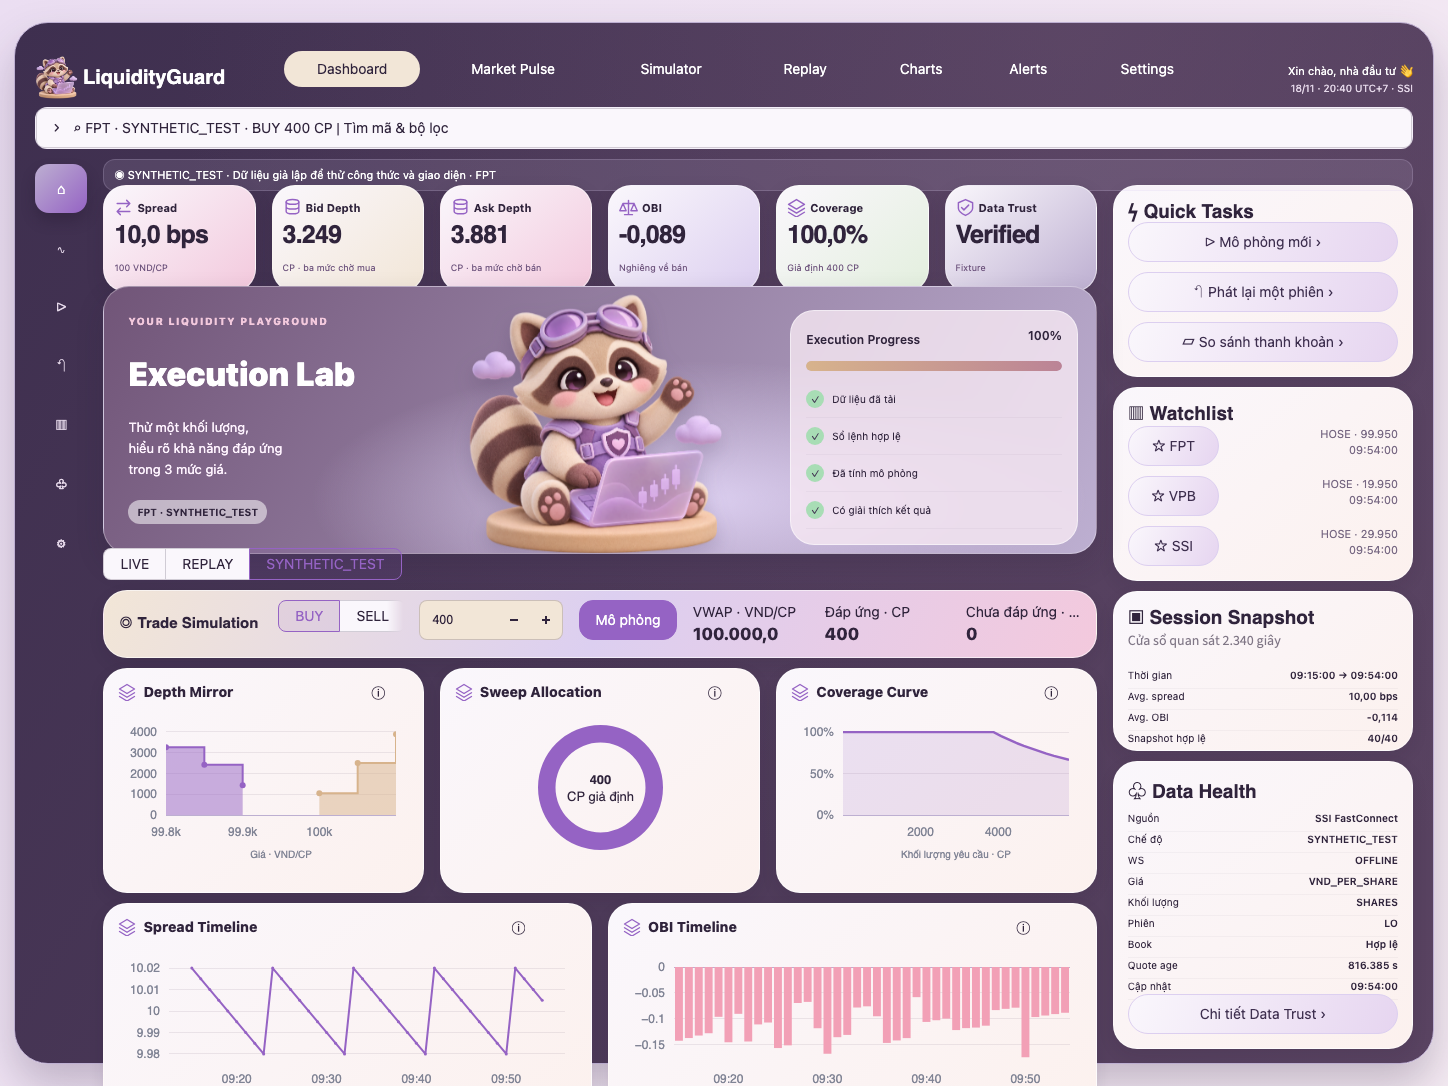 LiquidityGuard
Dashboard
Market Pulse
Simulator
Replay
Charts
Alerts
Settings
Xin chào, nhà đầu tư 👋
18/11 · 20:40 UTC+7 · SSI
› ⌕ FPT · SYNTHETIC_TEST · BUY 400 CP | Tìm mã & bộ lọc
◉ SYNTHETIC_TEST · Dữ liệu giả lập để thử công thức và giao diện · FPT
Spread
10,0 bps
100 VND/CP
Bid Depth
3.249
CP · ba mức chờ mua
Ask Depth
3.881
CP · ba mức chờ bán
OBI
-0,089
Nghiêng về bán
Coverage
100,0%
Giả định 400 CP
Data Trust
Verified
Fixture
YOUR LIQUIDITY PLAYGROUND
Execution Lab
Thử một khối lượng,
hiểu rõ khả năng đáp ứng
trong 3 mức giá.
FPT · SYNTHETIC_TEST
Execution Progress
100%
Dữ liệu đã tải
Sổ lệnh hợp lệ
Đã tính mô phỏng
Có giải thích kết quả
LIVE
REPLAY
SYNTHETIC_TEST
◎ Trade Simulation
BUY
SELL
400
−
+
Mô phỏng
VWAP · VND/CP
100.000,0
Đáp ứng · CP
400
Chưa đáp ứng · ...
0
Depth Mirror
ⓘ
4000
3000
2000
1000
0
99.8k
99.9k
100k
Giá · VND/CP
Sweep Allocation
ⓘ
400
CP giả định
Coverage Curve
ⓘ
100%
50%
0%
2000
4000
Khối lượng yêu cầu · CP
Spread Timeline
ⓘ
10.02
10.01
10
9.99
9.98
09:20
09:30
09:40
09:50
OBI Timeline
ⓘ
0
−0.05
−0.1
−0.15
09:20
09:30
09:40
09:50
Quick Tasks
▷ Mô phỏng mới ›
Phát lại một phiên ›
▱ So sánh thanh khoản ›
▥ Watchlist
☆ FPT
HOSE · 99.950
09:54:00
☆ VPB
HOSE · 19.950
09:54:00
☆ SSI
HOSE · 29.950
09:54:00
▣ Session Snapshot
Cửa sổ quan sát 2.340 giây
Thời gian
09:15:00 → 09:54:00
Avg. spread
10,00 bps
Avg. OBI
-0,114
Snapshot hợp lệ
40/40
♧ Data Health
Nguồn
SSI FastConnect
Chế độ
SYNTHETIC_TEST
WS
OFFLINE
Giá
VND_PER_SHARE
Khối lượng
SHARES
Phiên
LO
Book
Hợp lệ
Quote age
816.385 s
Cập nhật
09:54:00
Chi tiết Data Trust ›